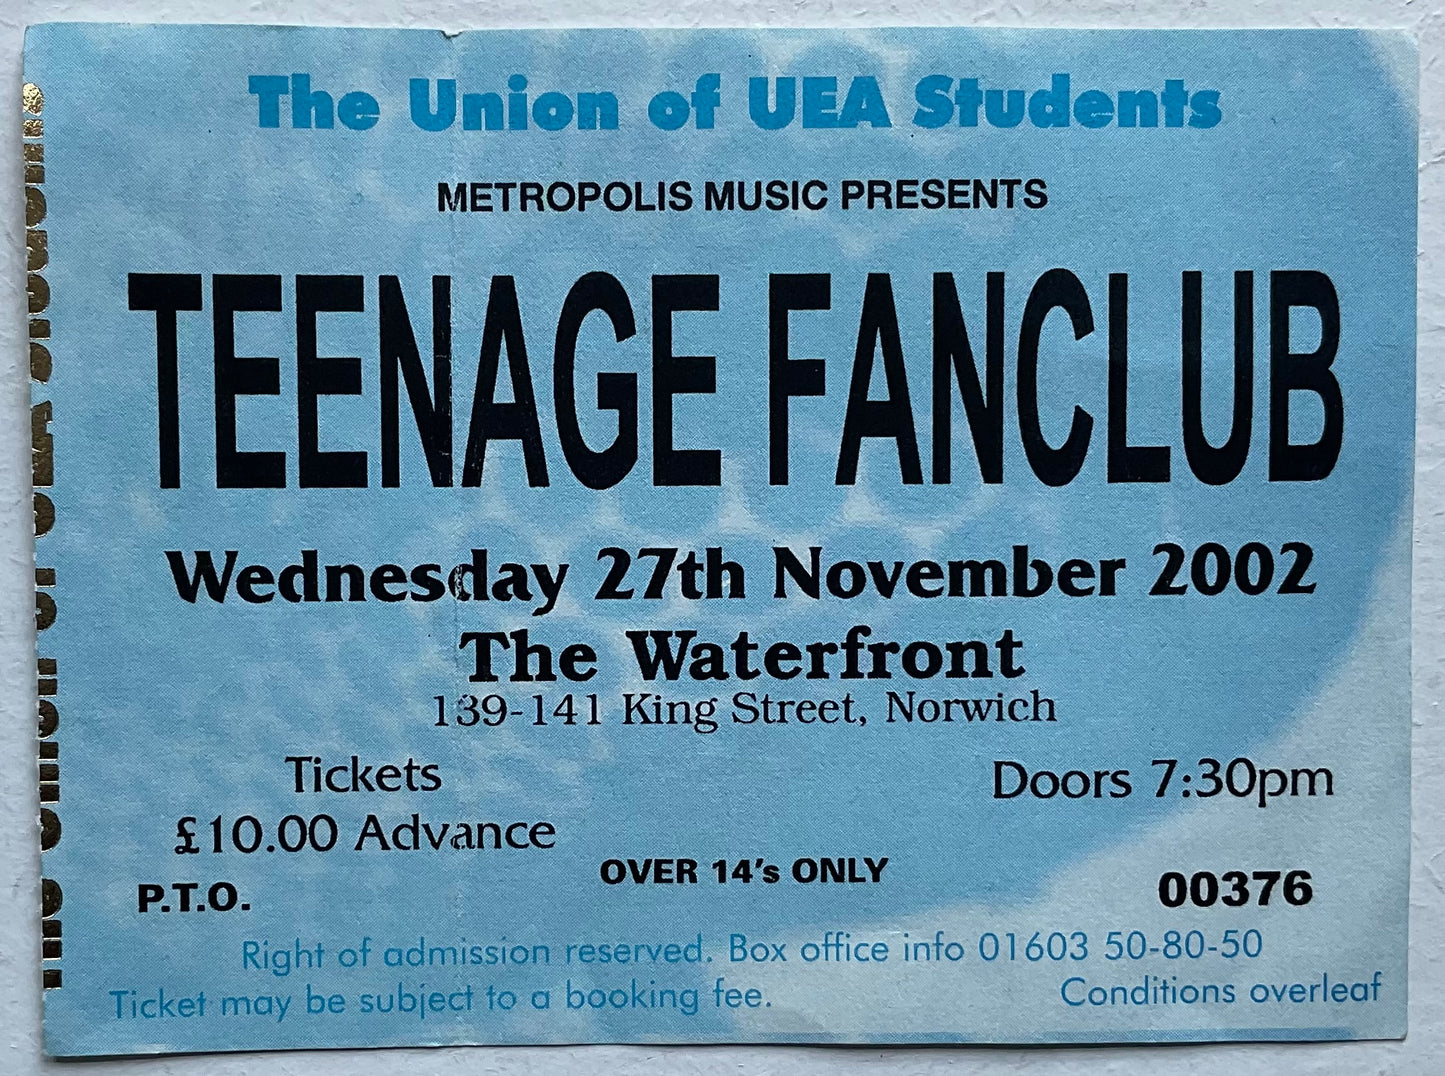 The Union of UEA Students
METROPOLIS MUSIC PRESENTS
TEENAGE FANCLUB
Wednesday 27th November 2002
The Waterfront
139-141 King Street, Norwich
Tickets
£10.00 Advance
Doors 7:30pm
OVER 14's ONLY
P.T.O.
00376
Right of admission reserved. Box office info 01603 50-80-50
Ticket may be subject to a booking fee.
Conditions overleaf